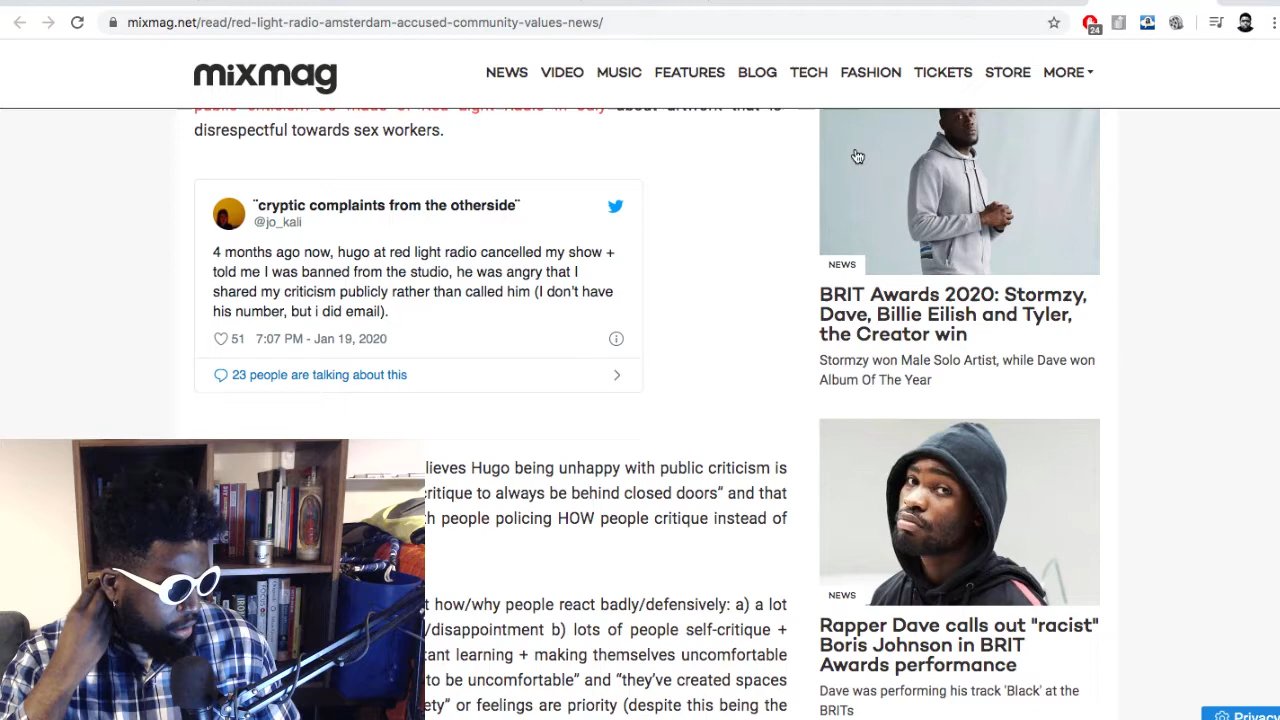 mixmag.net/read/red-light-radio-amsterdam-accused-community-values-news/
24
mixmag
NEWS VIDEO MUSIC FEATURES BLOG TECH FASHION TICKETS STORE MORE
disrespectful towards sex workers.
"cryptic complaints from the otherside"
@jo_kali
4 months ago now, hugo at red light radio cancelled my show +
told me I was banned from the studio, he was angry that I
shared my criticism publicly rather than called him (I don't have
his number, but i did email).
51 7:07 PM - Jan 19, 2020
23 people are talking about this
lieves Hugo being unhappy with public criticism is
ritique to always be behind closed doors” and that
h people policing HOW people critique instead of
t how/why people react badly/defensively: a) a lot
/disappointment b) lots of people self-critique +
ant learning + making themselves uncomfortable
to be uncomfortable” and “they’ve created spaces
ety” or feelings are priority (despite this being the
NEWS
BRIT Awards 2020: Stormzy,
Dave, Billie Eilish and Tyler,
the Creator win
Stormzy won Male Solo Artist, while Dave won
Album Of The Year
NEWS
Rapper Dave calls out "racist"
Boris Johnson in BRIT
Awards performance
Dave was performing his track 'Black' at the
BRITs
Privacy